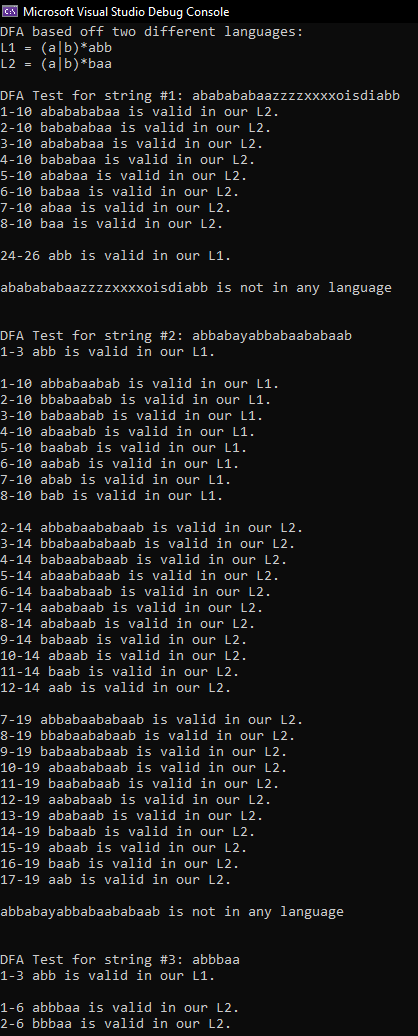 Microsoft Visual Studio Debug Console
DFA based off two different languages:
L1 = (a|b)*abb
L2 = (a|b)*baa
DFA Test for string #1: ababababaazzzzxxxxoisdiabb
1-10 ababababaa is valid in our L2.
2-10 babababaa is valid in our L2.
3-10 abababaa is valid in our L2.
4-10 bababaa is valid in our L2.
5-10 ababaa is valid in our L2.
6-10 babaa is valid in our L2.
7-10 abaa is valid in our L2.
8-10 baa is valid in our L2.
24-26 abb is valid in our L1.
ababababaazzzzxxxxoisdiabb is not in any language
DFA Test for string #2: abbabayabbabaababaab
1-3 abb is valid in our L1.
1-10 abbabaabab is valid in our L1.
2-10 bbabaabab is valid in our L1.
3-10 babaabab is valid in our L1.
4-10 abaabab is valid in our L1.
5-10 baabab is valid in our L1.
6-10 aabab is valid in our L1.
7-10 abab is valid in our L1.
8-10 bab is valid in our L1.
2-14 abbabaababaab is valid in our L2.
3-14 bbabaababaab is valid in our L2.
4-14 babaababaab is valid in our L2.
5-14 abaababaab is valid in our L2.
6-14 baababaab is valid in our L2.
7-14 aababaab is valid in our L2.
8-14 ababaab is valid in our L2.
9-14 babaab is valid in our L2.
10-14 abaab is valid in our L2.
11-14 baab is valid in our L2.
12-14 aab is valid in our L2.
7-19 abbabaababaab is valid in our L2.
8-19 bbabaababaab is valid in our L2.
9-19 babaababaab is valid in our L2.
10-19 abaababaab is valid in our L2.
11-19 baababaab is valid in our L2.
12-19 aababaab is valid in our L2.
13-19 ababaab is valid in our L2.
14-19 babaab is valid in our L2.
15-19 abaab is valid in our L2.
16-19 baab is valid in our L2.
17-19 aab is valid in our L2.
abbabayabbabaababaab is not in any language
DFA Test for string #3: abbbaa
1-3 abb is valid in our L1.
1-6 abbbaa is valid in our L2.
2-6 bbbaa is valid in our L2.